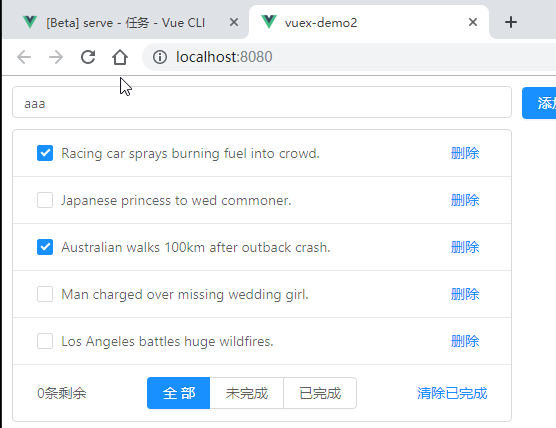 [Beta] serve - 任务 - Vue CLI
vuex-demo2
localhost:8080
aaa
Racing car sprays burning fuel into crowd. 删除
Japanese princess to wed commoner. 删除
Australian walks 100km after outback crash. 删除
Man charged over missing wedding girl. 删除
Los Angeles battles huge wildfires. 删除
0条剩余 全 部 未完成 已完成 清除已完成